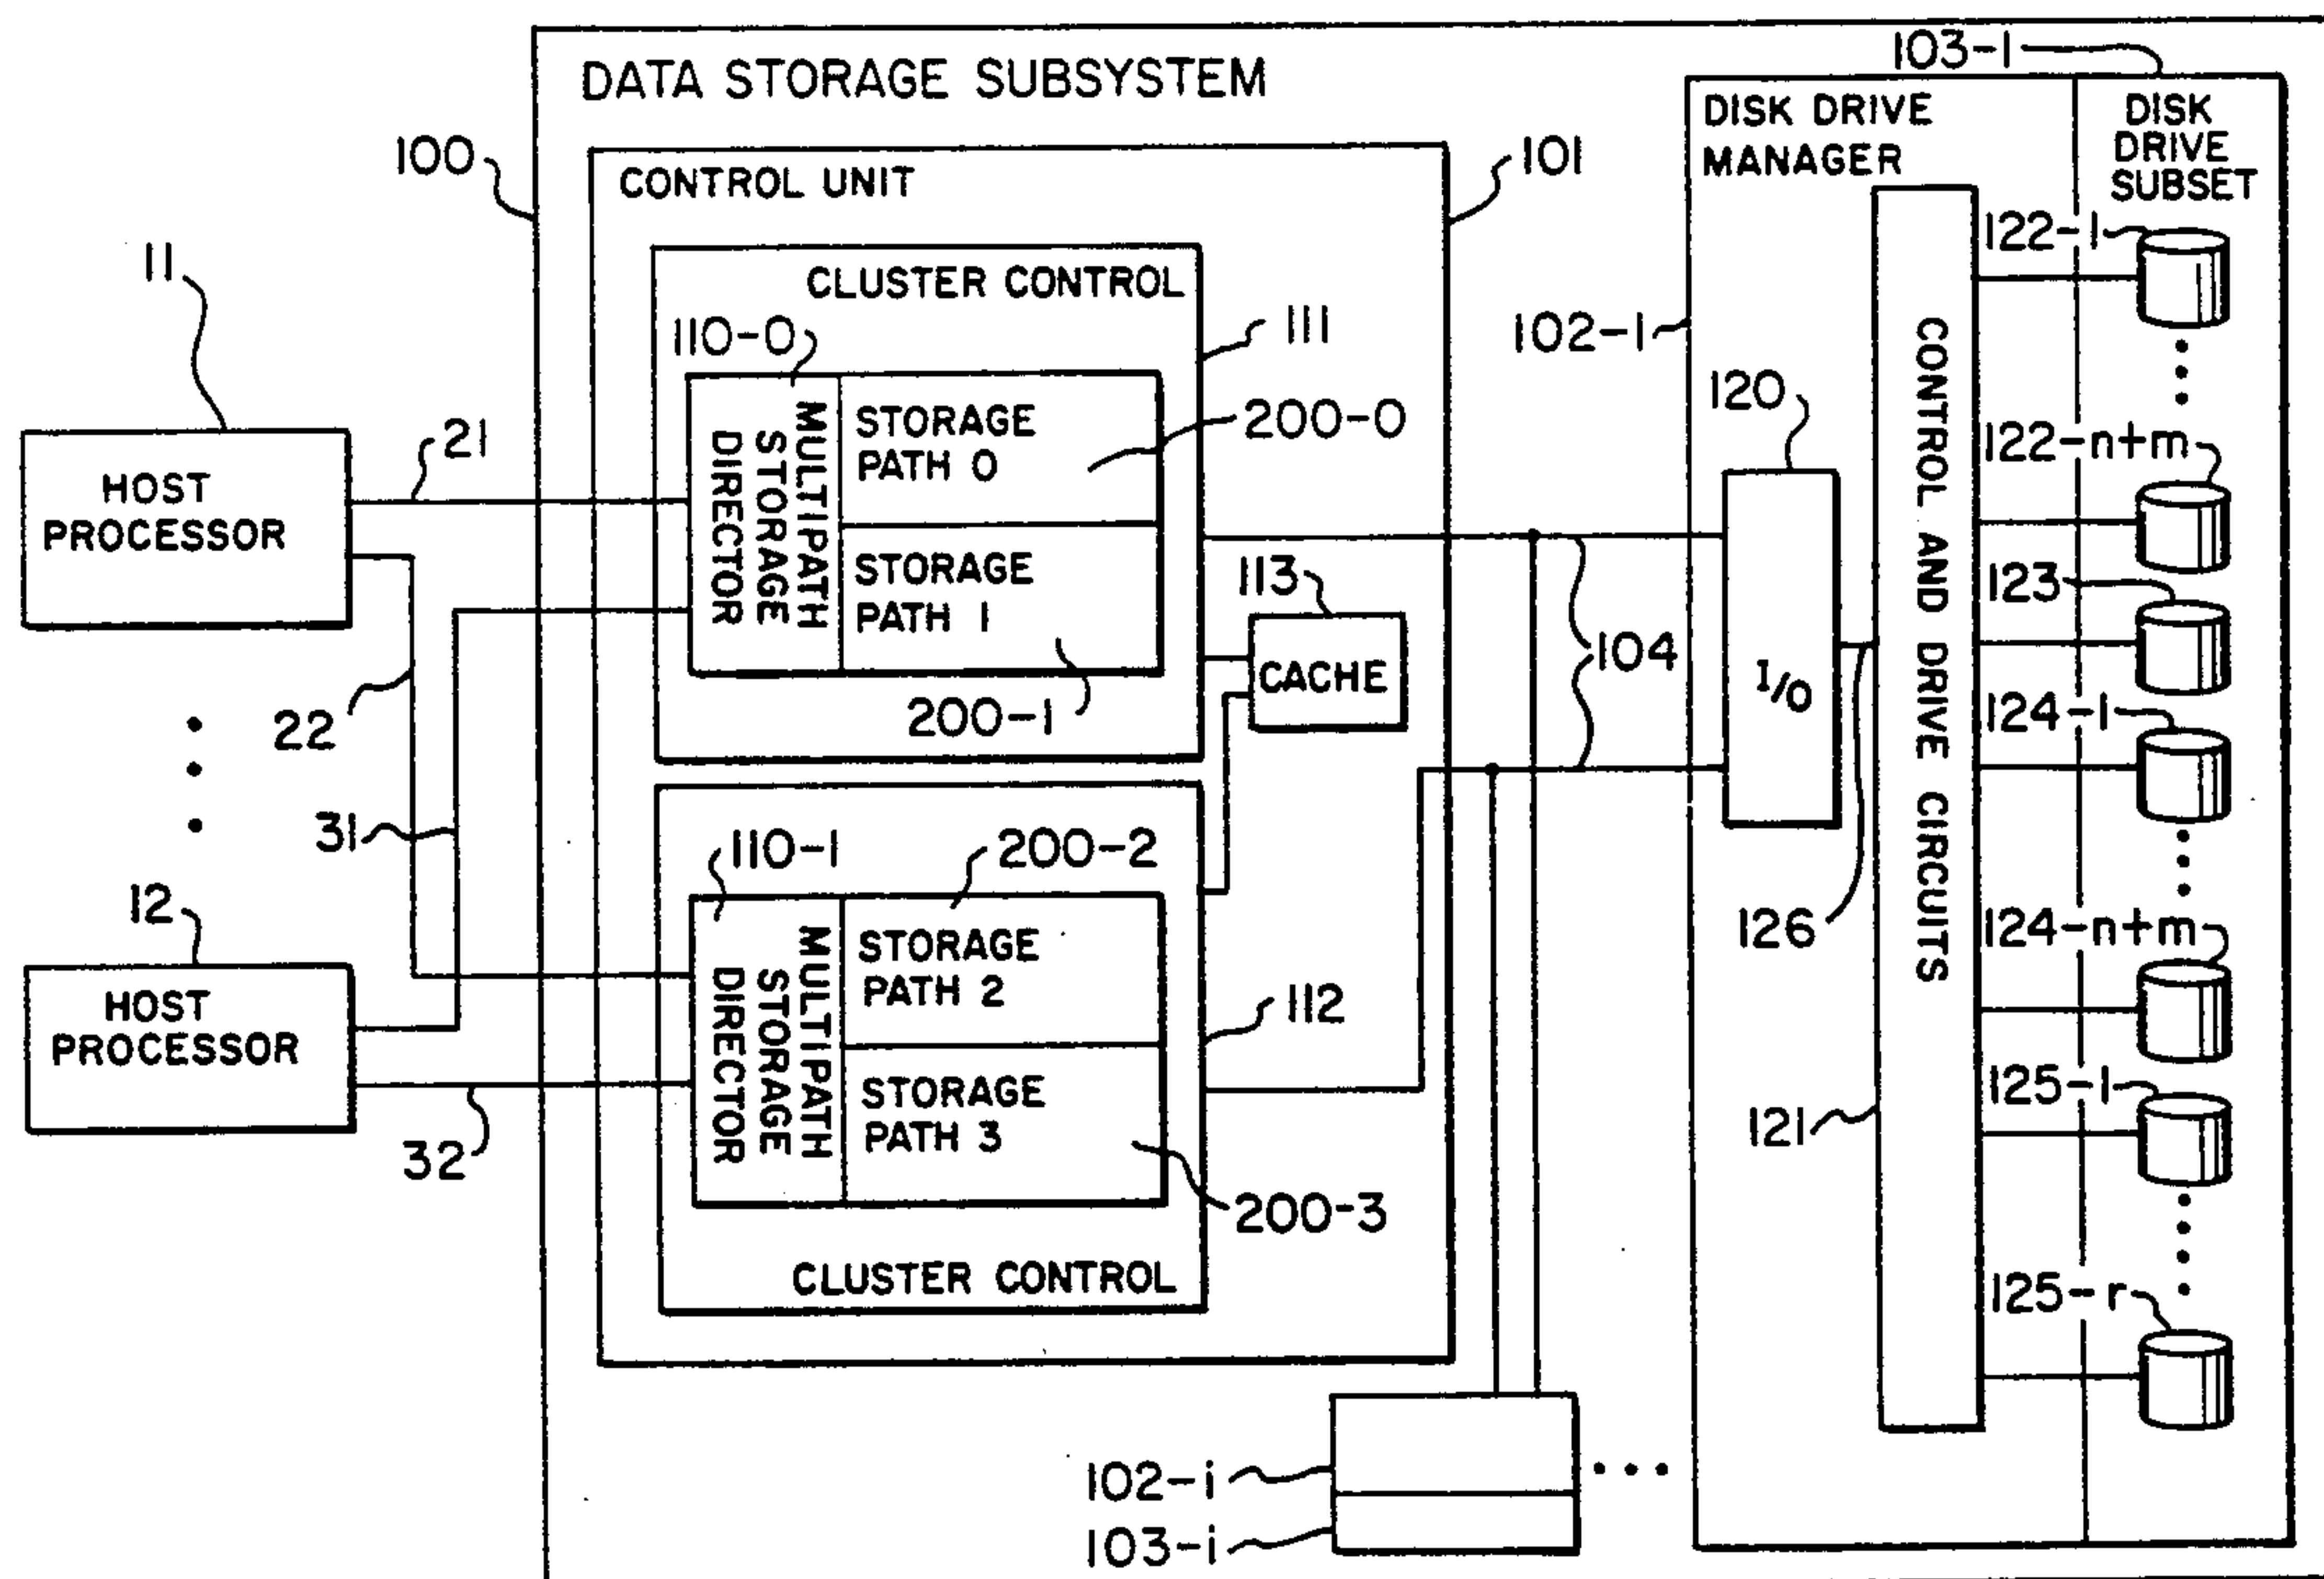 DATA STORAGE SUBSYSTEM
103-1
DISK DRIVE
MANAGER
DISK
DRIVE
SUBSET
100
CONTROL UNIT
101
11
CLUSTER CONTROL
110-0
111
102-1
122-1
HOST
PROCESSOR
21
MULTIPATH
STORAGE
DIRECTOR
STORAGE
PATH 0
200-0
STORAGE
PATH 1
200-1
120
I/O
CONTROL AND DRIVE CIRCUITS
122-n+m
123
113
CACHE
104
124-1
22
31
110-1
200-2
126
124-n+m
12
HOST
PROCESSOR
MULTIPATH
STORAGE
DIRECTOR
STORAGE
PATH 2
112
STORAGE
PATH 3
32
200-3
121
125-1
CLUSTER CONTROL
125-r
102-i
103-i